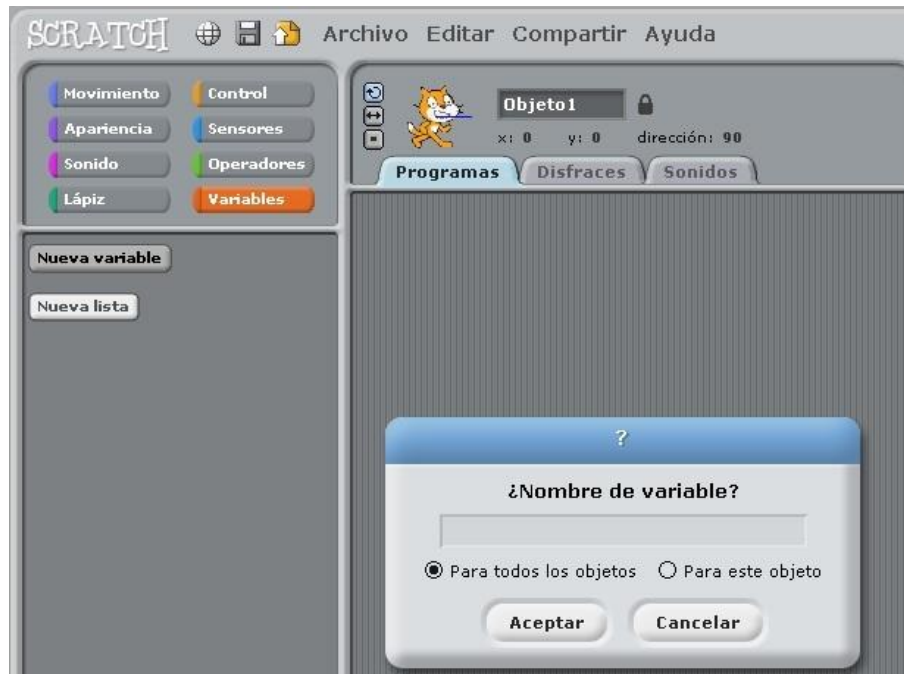 SCRATCH Archivo Editar Compartir Ayuda
Movimiento Control
Apariencia Sensores
Sonido Operadores
Lápiz Variables
Nueva variable
Nueva lista
Objeto1
x: 0 y: 0 dirección: 90
Programas Disfraces Sonidos
?
¿Nombre de variable?
Para todos los objetos Para este objeto
Aceptar Cancelar